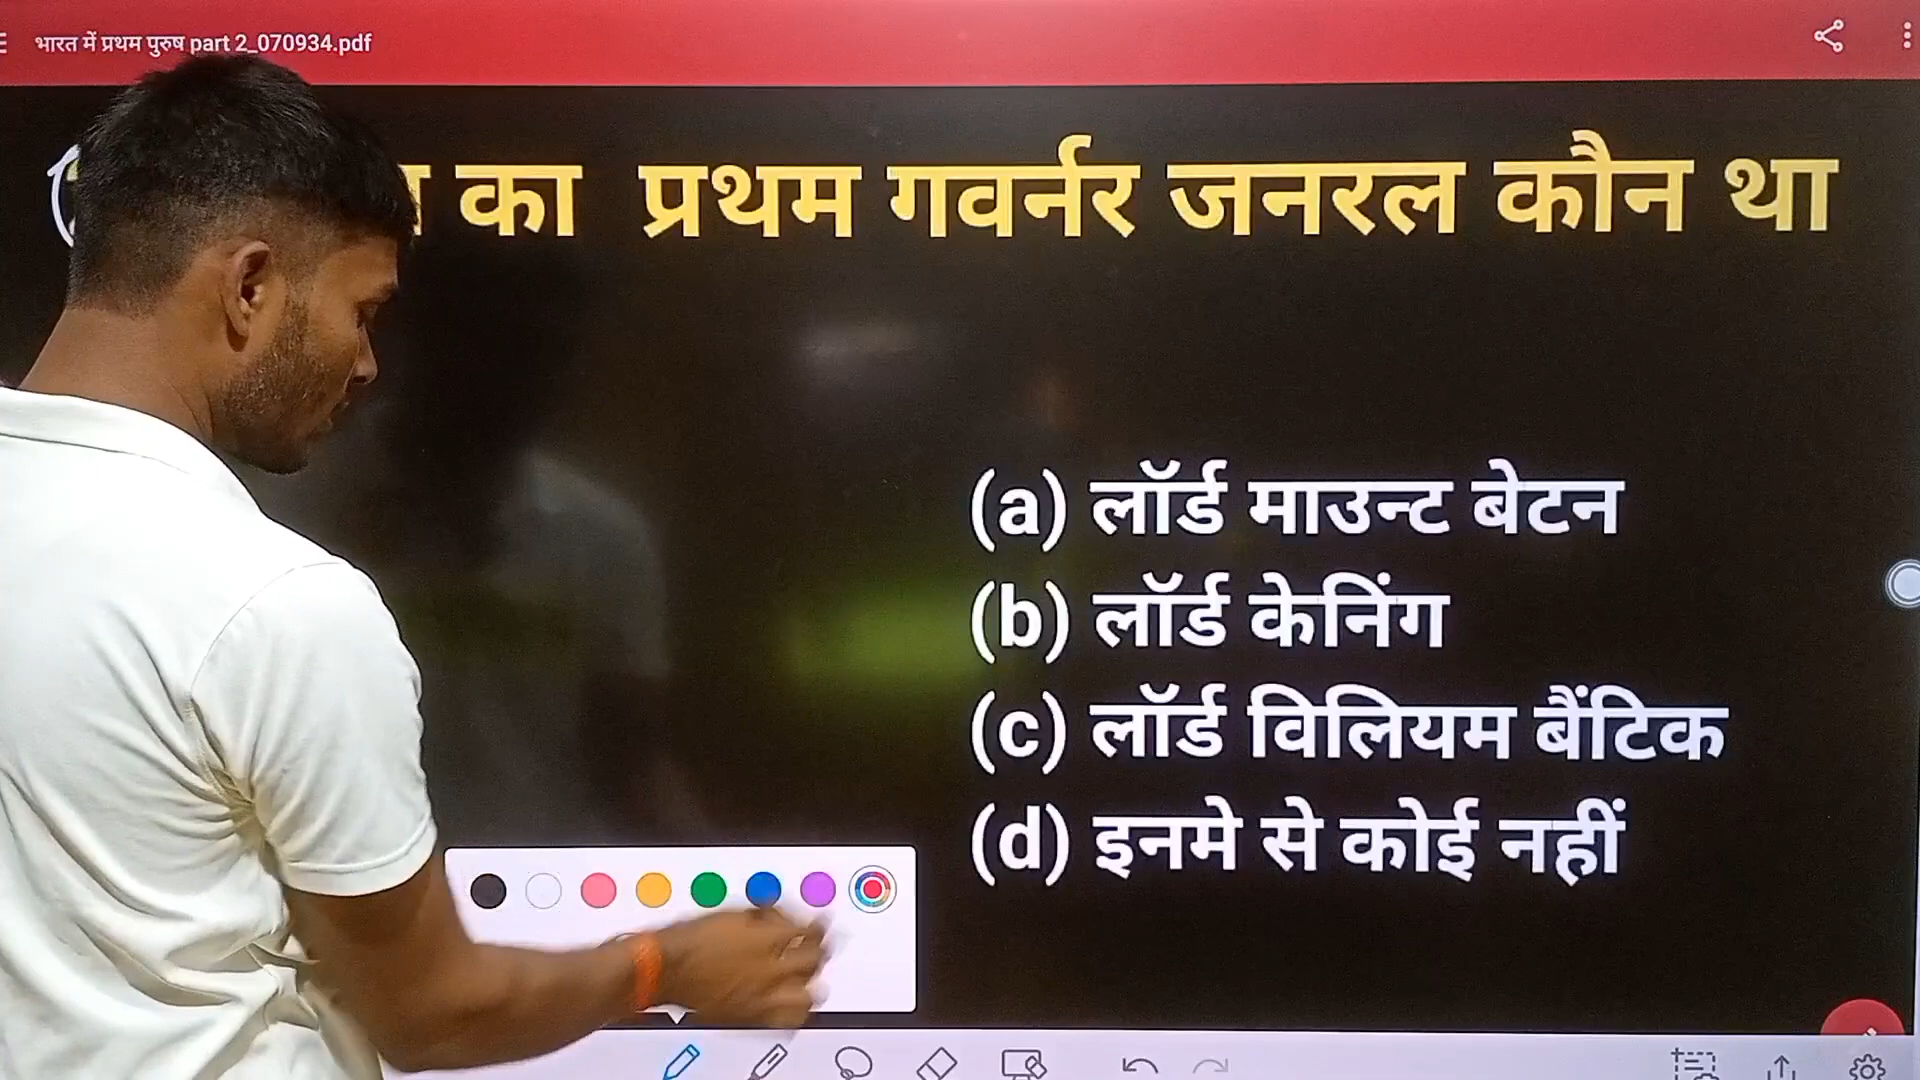 भारत में प्रथम पुरुष part 2_070934.pdf
का प्रथम गवर्नर जनरल कौन था
(a) लॉर्ड माउन्ट बेटन
(b) लॉर्ड केनिंग
(c) लॉर्ड विलियम बैंटिक
(d) इनमे से कोई नहीं